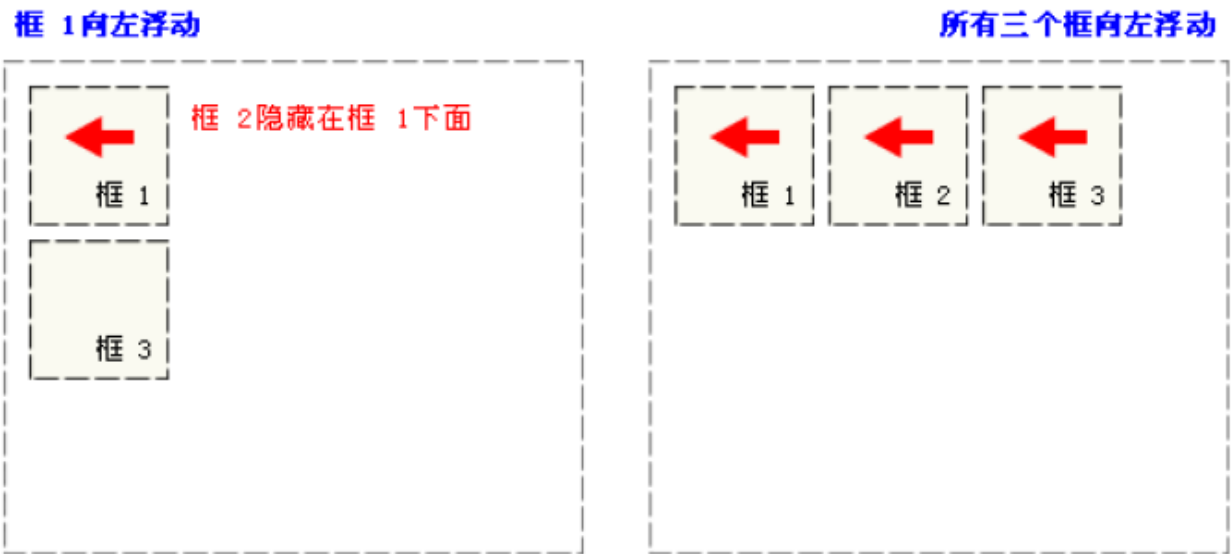 框 1向左浮动
框 2隐藏在框 1下面
框 1
框 3
所有三个框向左浮动
框 1
框 2
框 3